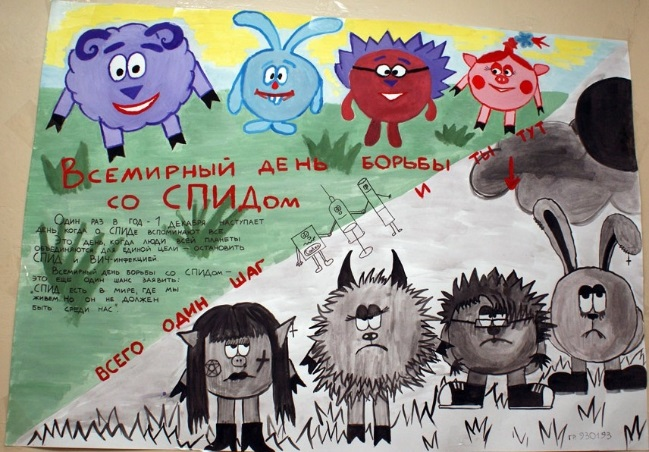 Всемирный день борьбы
со СПИДом
Один раз в год - 1 декабря наступает
день, когда о СПИДе вспоминают все.
Это день, когда люди всей планеты
объединяются для единой цели - остановить
СПИД и ВИЧ-инфекцией.
Всемирный день борьбы со СПИДом -
это еще один шанс заявить:
"СПИД есть в мире, где мы
живем. Но он не должен
быть среди нас"
ВСЕГО ОДИН ШАГ И ТЫ ТУТ
гр 930193